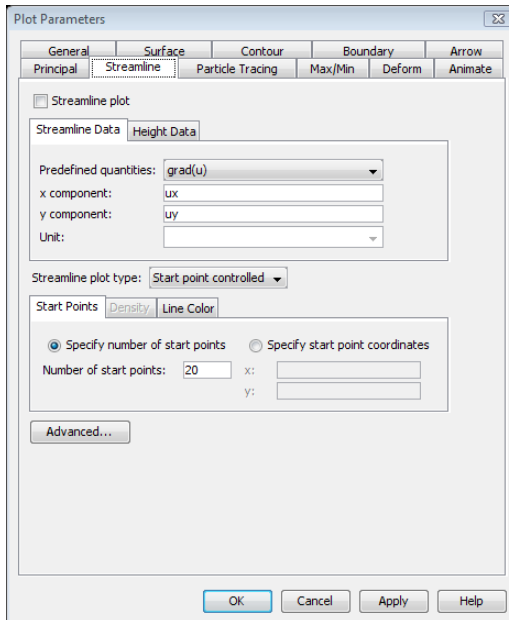 Plot Parameters
General Surface Contour Boundary Arrow
Principal Streamline Particle Tracing Max/Min Deform Animate
Streamline plot
Streamline Data Height Data
Predefined quantities: grad(u)
x component: ux
y component: uy
Unit:
Streamline plot type: Start point controlled
Start Points Density Line Color
Specify number of start points Specify start point coordinates
Number of start points: 20 x:
y:
Advanced...
OK Cancel Apply Help